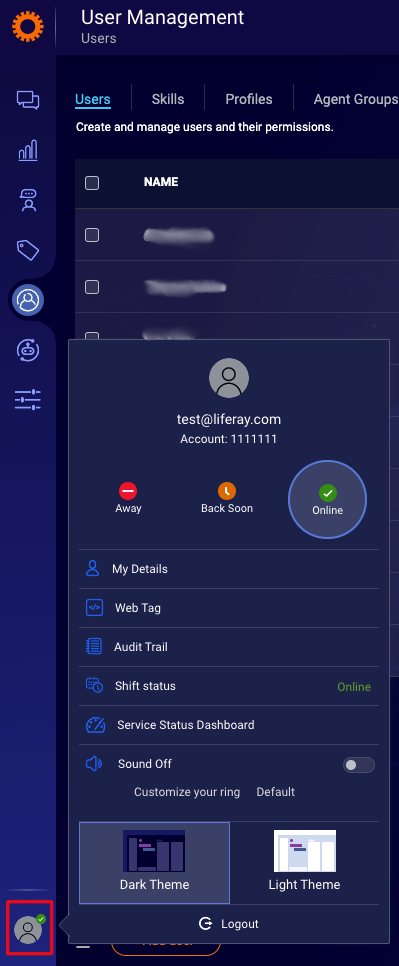 User Management
Users
Users Skills Profiles Agent Groups
Create and manage users and their permissions.
NAME
test@liferay.com
Account: 1111111
Away Back Soon Online
My Details
Web Tag
Audit Trail
Shift status Online
Service Status Dashboard
Sound Off
Customize your ring Default
Dark Theme Light Theme
Logout